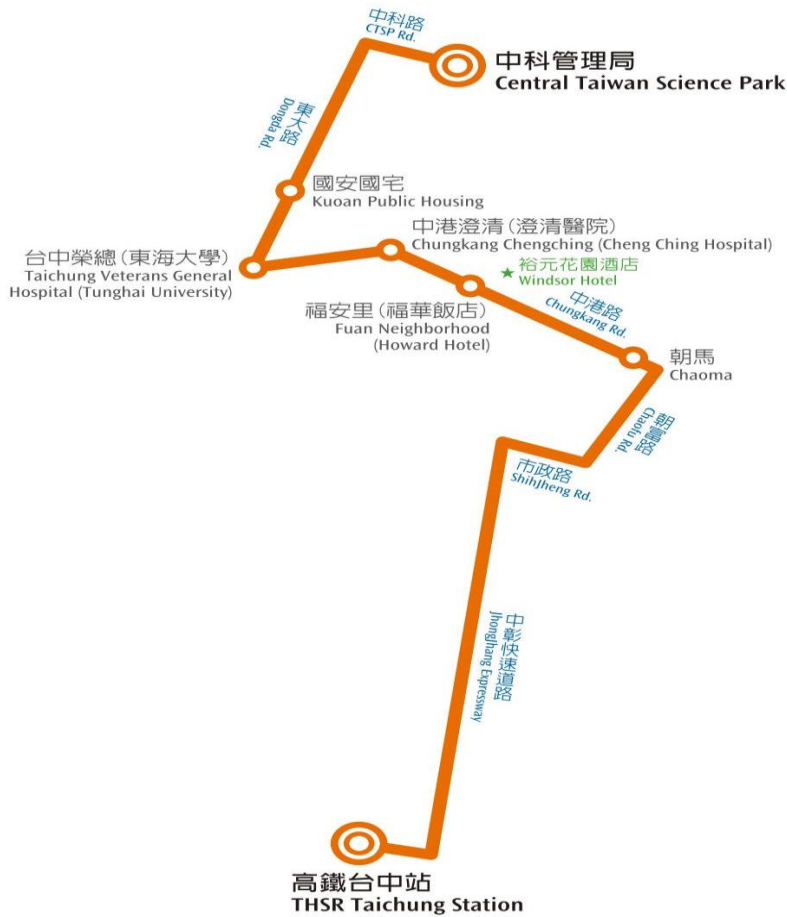 中科路
CTSP Rd.
中科管理局
Central Taiwan Science Park
東大路
Dongda Rd.
國安國宅
Kuoan Public Housing
中港澄清(澄清醫院)
Chungkang Chengching (Cheng Ching Hospital)
台中榮總(東海大學)
Taichung Veterans General
Hospital (Tunghai University)
★裕元花園酒店
Windsor Hotel
中港路
Chungkang Rd.
福安里(福華飯店)
Fuan Neighborhood
(Howard Hotel)
朝馬
Chaoma
朝富路
Chaofu Rd.
市政路
ShihJheng Rd.
中彰快速道路
JhongJhang Expressway
高鐵台中站
THSR Taichung Station